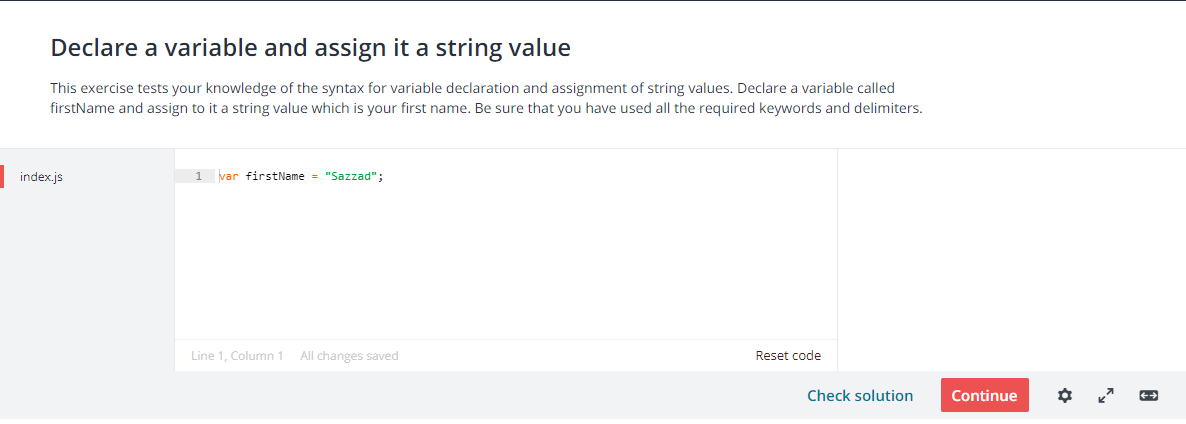 Declare a variable and assign it a string value
This exercise tests your knowledge of the syntax for variable declaration and assignment of string values. Declare a variable called
firstName and assign to it a string value which is your first name. Be sure that you have used all the required keywords and delimiters.
index.js
1 var firstName = "Sazzad";
Line 1, Column 1 All changes saved Reset code
Check solution Continue